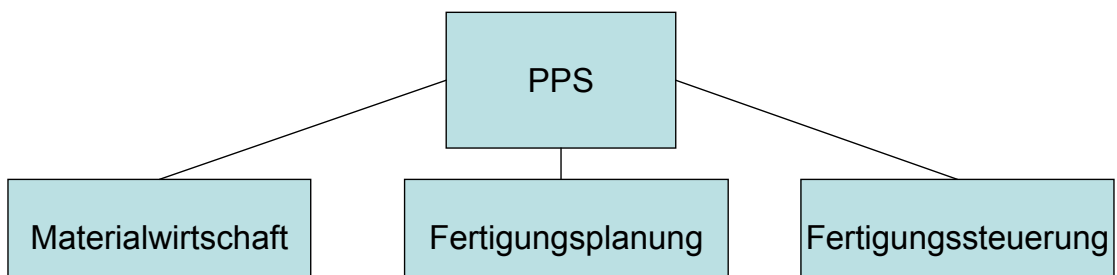 PPS
Materialwirtschaft
Fertigungsplanung
Fertigungssteuerung